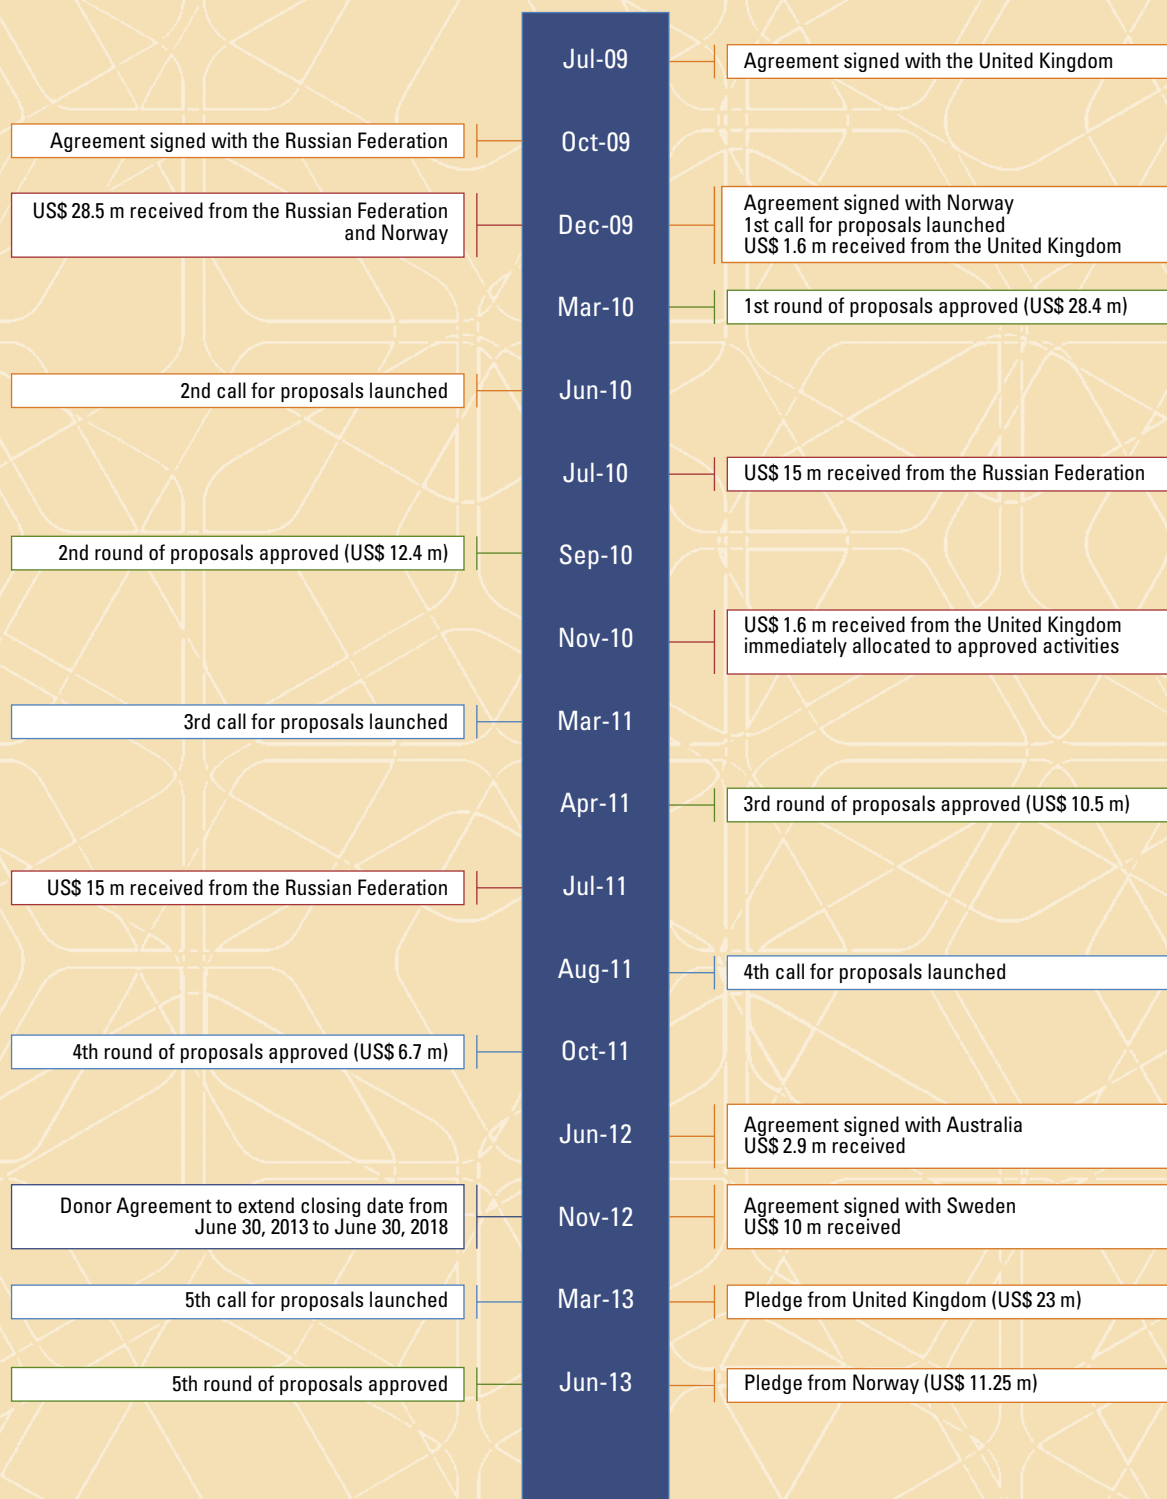 Jul-09
Agreement signed with the United Kingdom
Agreement signed with the Russian Federation
Oct-09
US$ 28.5 m received from the Russian Federation
and Norway
Dec-09
Agreement signed with Norway
1st call for proposals launched
US$ 1.6 m received from the United Kingdom
Mar-10
1st round of proposals approved (US$ 28.4 m)
2nd call for proposals launched
Jun-10
Jul-10
US$ 15 m received from the Russian Federation
2nd round of proposals approved (US$ 12.4 m)
Sep-10
Nov-10
US$ 1.6 m received from the United Kingdom
immediately allocated to approved activities
3rd call for proposals launched
Mar-11
Apr-11
3rd round of proposals approved (US$ 10.5 m)
US$ 15 m received from the Russian Federation
Jul-11
Aug-11
4th call for proposals launched
4th round of proposals approved (US$ 6.7 m)
Oct-11
Jun-12
Agreement signed with Australia
US$ 2.9 m received
Donor Agreement to extend closing date from
June 30, 2013 to June 30, 2018
Nov-12
Agreement signed with Sweden
US$ 10 m received
5th call for proposals launched
Mar-13
Pledge from United Kingdom (US$ 23 m)
5th round of proposals approved
Jun-13
Pledge from Norway (US$ 11.25 m)